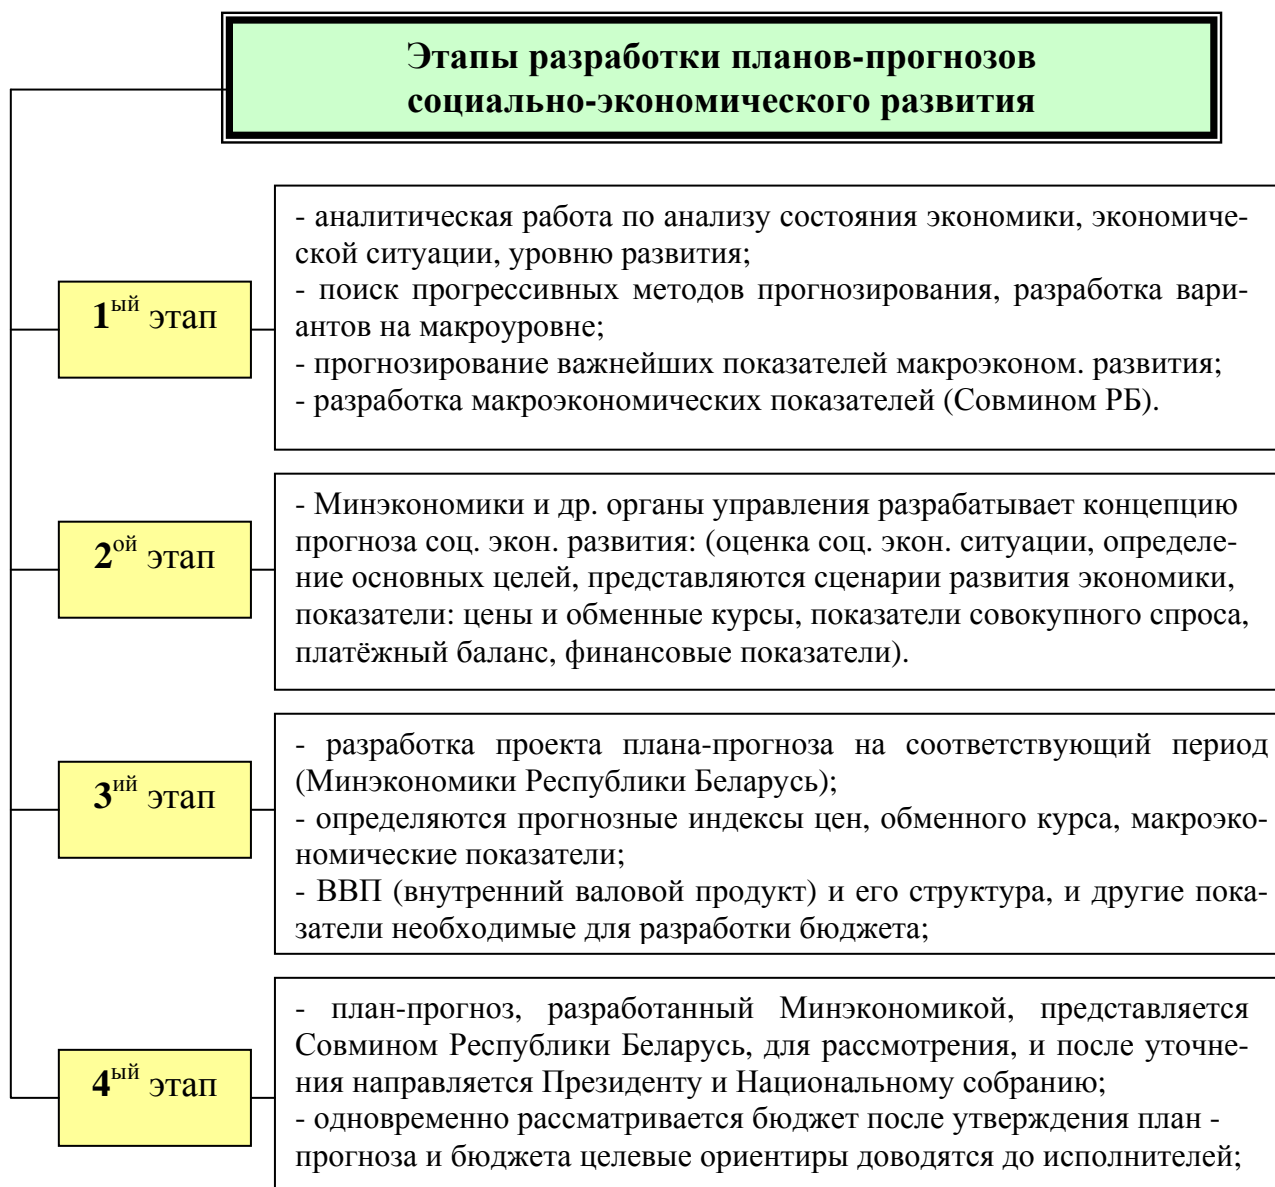 Этапы разработки планов-прогнозов
социально-экономического развития
1ый этап
- аналитическая работа по анализу состояния экономики, экономиче-
ской ситуации, уровню развития;
- поиск прогрессивных методов прогнозирования, разработка вари-
антов на макроуровне;
- прогнозирование важнейших показателей макроэконом. развития;
- разработка макроэкономических показателей (Совмином РБ).
2ой этап
- Минэкономики и др. органы управления разрабатывает концепцию
прогноза соц. экон. развития: (оценка соц. экон. ситуации, определе-
ние основных целей, представляются сценарии развития экономики,
показатели: цены и обменные курсы, показатели совокупного спроса,
платёжный баланс, финансовые показатели).
3ий этап
- разработка проекта плана-прогноза на соответствующий период
(Минэкономики Республики Беларусь);
- определяются прогнозные индексы цен, обменного курса, макроэко-
номические показатели;
- ВВП (внутренний валовой продукт) и его структура, и другие пока-
затели необходимые для разработки бюджета;
4ый этап
- план-прогноз, разработанный Минэкономикой, представляется
Совмином Республики Беларусь, для рассмотрения, и после уточне-
ния направляется Президенту и Национальному собранию;
- одновременно рассматривается бюджет после утверждения план -
прогноза и бюджета целевые ориентиры доводятся до исполнителей;